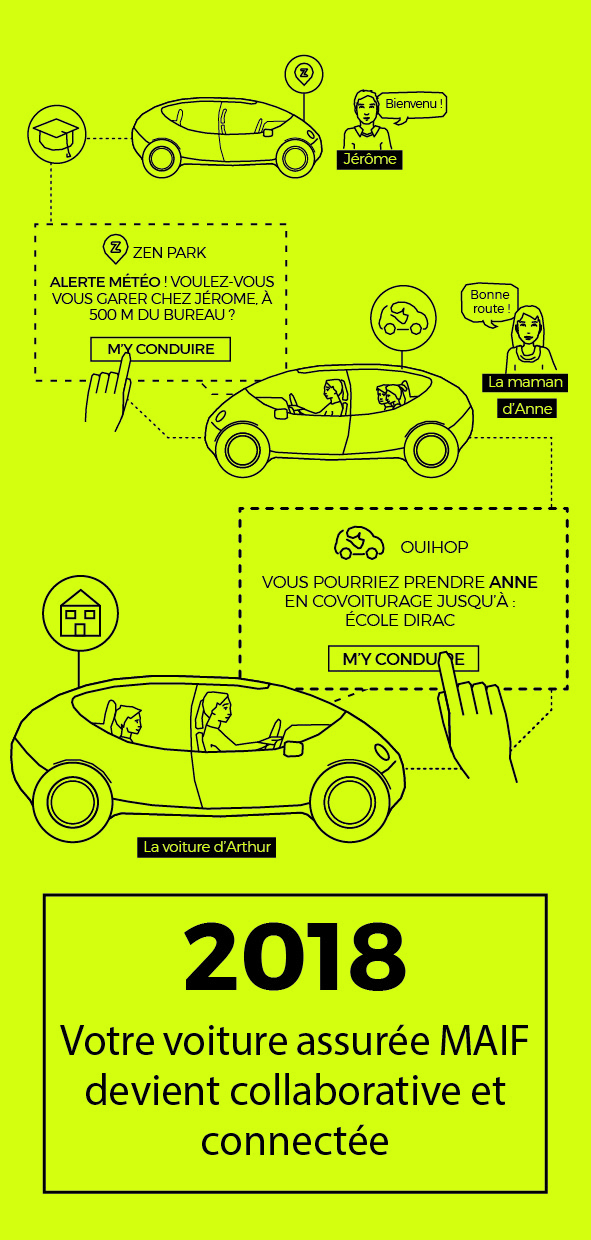 Z
Bienvenu !
Jérôme
Z ZEN PARK
ALERTE MÉTÉO ! VOULEZ-VOUS
VOUS GARER CHEZ JÉROME, À
500 M DU BUREAU ?
M'Y CONDUIRE
Bonne
route !
La maman
d'Anne
OUIHOP
VOUS POURRIEZ PRENDRE ANNE
EN COVOITURAGE JUSQU'À :
ÉCOLE DIRAC
M'Y CONDUIRE
La voiture d'Arthur
2018
Votre voiture assurée MAIF
devient collaborative et
connectée